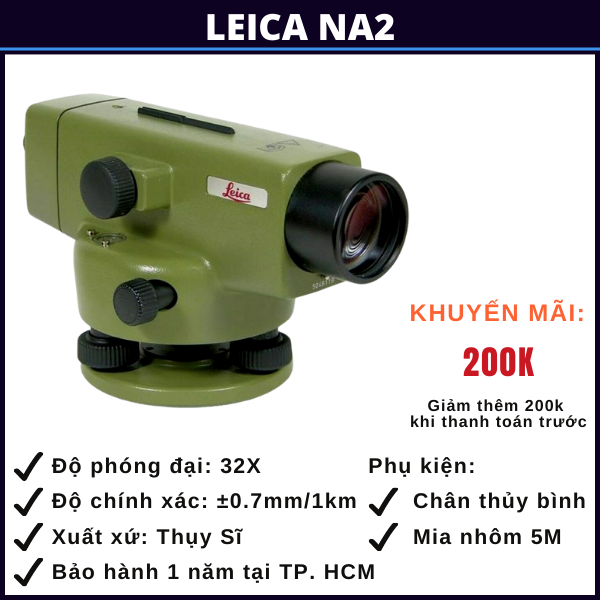 LEICA NA2
Leica
KHUYẾN MÃI:
200K
Giảm thêm 200k
khi thanh toán trước
Độ phóng đại: 32X
Độ chính xác: ±0.7mm/1km
Xuất xứ: Thụy Sĩ
Bảo hành 1 năm tại TP. HCM
Phụ kiện:
Chân thủy bình
Mia nhôm 5M